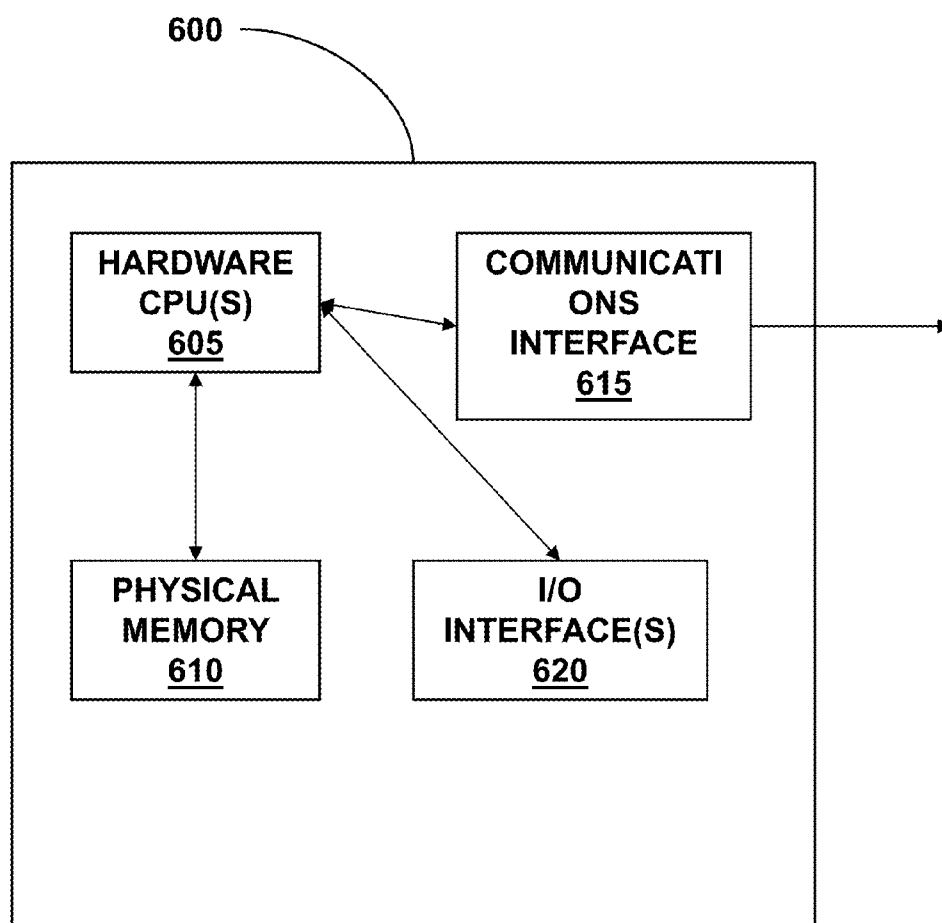 600
HARDWARE
CPU(S)
605
COMMUNICATI
ONS
INTERFACE
615
PHYSICAL
MEMORY
610
I/O
INTERFACE(S)
620